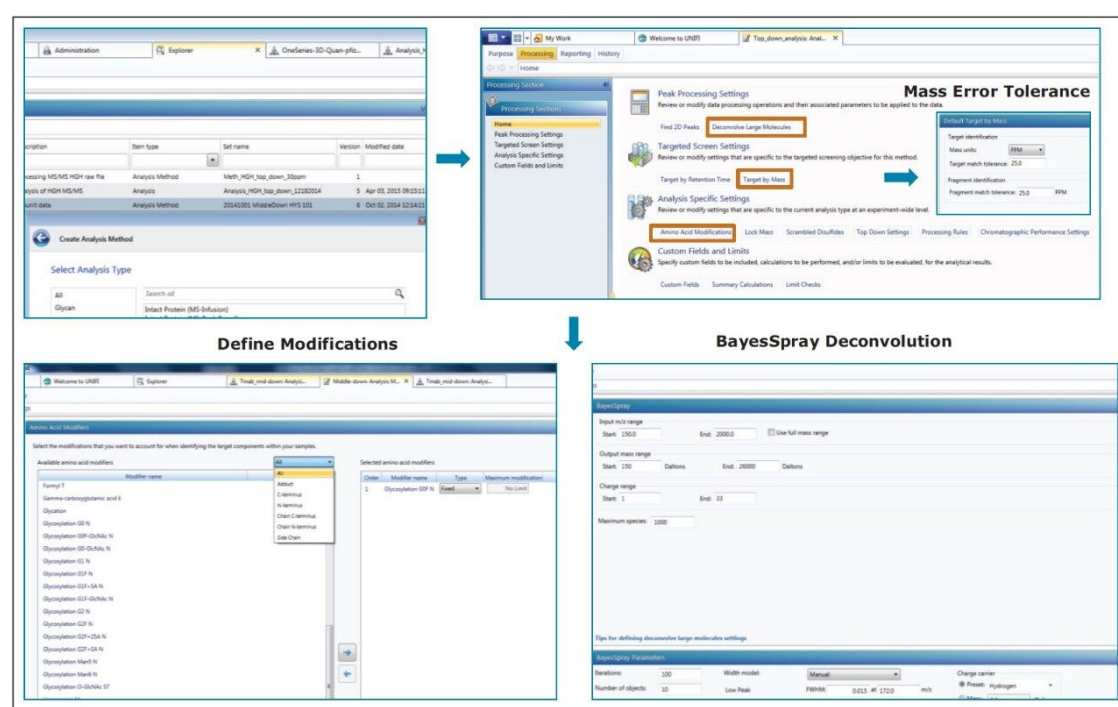 Administration Explorer × OneSeries-3D-Quan-pfic... Analysis_H
scription Item type Set name Version Modified date
ocessing MS/MS HGH raw file Analysis Method Meth_HGH_top_down_30ppm 1
alysis of HGH MS/MS Analysis Analysis_HGH_top_down_12182014 5 Apr 03, 2015 09:15:11
unit data Analysis Method 20141001 MiddleDown HYS 101 6 Oct 02, 2014 12:14:11
Create Analysis Method
Select Analysis Type
All Search all
Glycan Intact Protein (MS-Infusion)
My Work Welcome to UNIFI Top_down_analysis: Anal... ×
Purpose Processing Reporting History
Home
Processing Section
Processing Sections
Home
Peak Processing Settings
Targeted Screen Settings
Analysis Specific Settings
Custom Fields and Limits
Peak Processing Settings
Review or modify data processing operations and their associated parameters to be applied to the data.
Find 2D Peaks Deconvolve Large Molecules
Targeted Screen Settings
Review or modify settings that are specific to the targeted screening objective for this method.
Target by Retention Time Target by Mass
Analysis Specific Settings
Review or modify settings that are specific to the current analysis type at an experiment-wide level.
Amino Acid Modifications Lock Mass Scrambled Disulfides Top Down Settings Processing Rules Chromatographic Performance Settings
Custom Fields and Limits
Specify custom fields to be included, calculations to be performed, and/or limits to be evaluated, for the analytical results.
Custom Fields Summary Calculations Limit Checks
Mass Error Tolerance
Default Target by Mass
Target identification
Mass units: PPM
Target match tolerance: 25.0
Fragment identification
Fragment match tolerance: 25.0 PPM
Define Modifications
Welcome to UNIFI Explorer Tmab_mid-down: Analysi... Middle-down: Analysis M... × Tmab_mid-down: Analysi...
Amino Acid Modifiers
Select the modifications that you want to account for when identifying the target components within your samples.
Available amino acid modifiers All
Modifier name
Formyl T
Gamma-carboxyglutamic acid E
Glycation
Glycosylation G0 N
Glycosylation G0F-GlcNAc N
Glycosylation G0-GlcNAc N
Glycosylation G1 N
Glycosylation G1F N
Glycosylation G1F+SA N
Glycosylation G1F-GlcNAc N
Glycosylation G2 N
Glycosylation G2F N
Glycosylation G2F+2SA N
Glycosylation G2F+SA N
Glycosylation Man5 N
Glycosylation Man6 N
Glycosylation O-GlcNAc ST
All
Adduct
C-terminus
N-terminus
Chain C-terminus
Chain N-terminus
Side Chain
Selected amino acid modifiers
Order Modifier name Type Maximum modification
1 Glycosylation G0F N Fixed No Limit
BayesSpray Deconvolution
BayesSpray
Input m/z range
Start: 150.0 End: 2000.0 Use full mass range
Output mass range
Start: 150 Daltons End: 26000 Daltons
Charge range
Start: 1 End: 33
Maximum species: 1000
Tips for defining deconvolve large molecules settings
BayesSpray Parameters
Iterations: 100 Width model: Manual Charge carrier
Number of objects: 10 Low Peak FWHM: 0.015 at 172.0 m/z Preset: Hydrogen